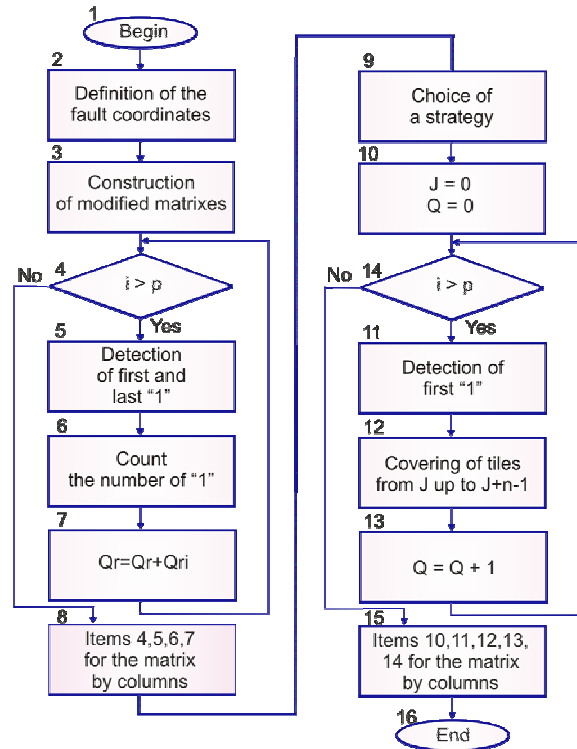 1
Begin
2
Definition of the
fault coordinates
3
Construction
of modified matrixes
4
No
i > p
Yes
5
Detection
of first and
last “1”
6
Count
the number of “1”
7
Qr=Qr+Qri
8
Items 4,5,6,7
for the matrix
by columns
9
Choice of
a strategy
10
J = 0
Q = 0
No
14
i > p
Yes
11
Detection of
first “1”
12
Covering of tiles
from J up to J+n-1
13
Q = Q + 1
15
Items 10,11,12,13,
14 for the matrix
by columns
16
End